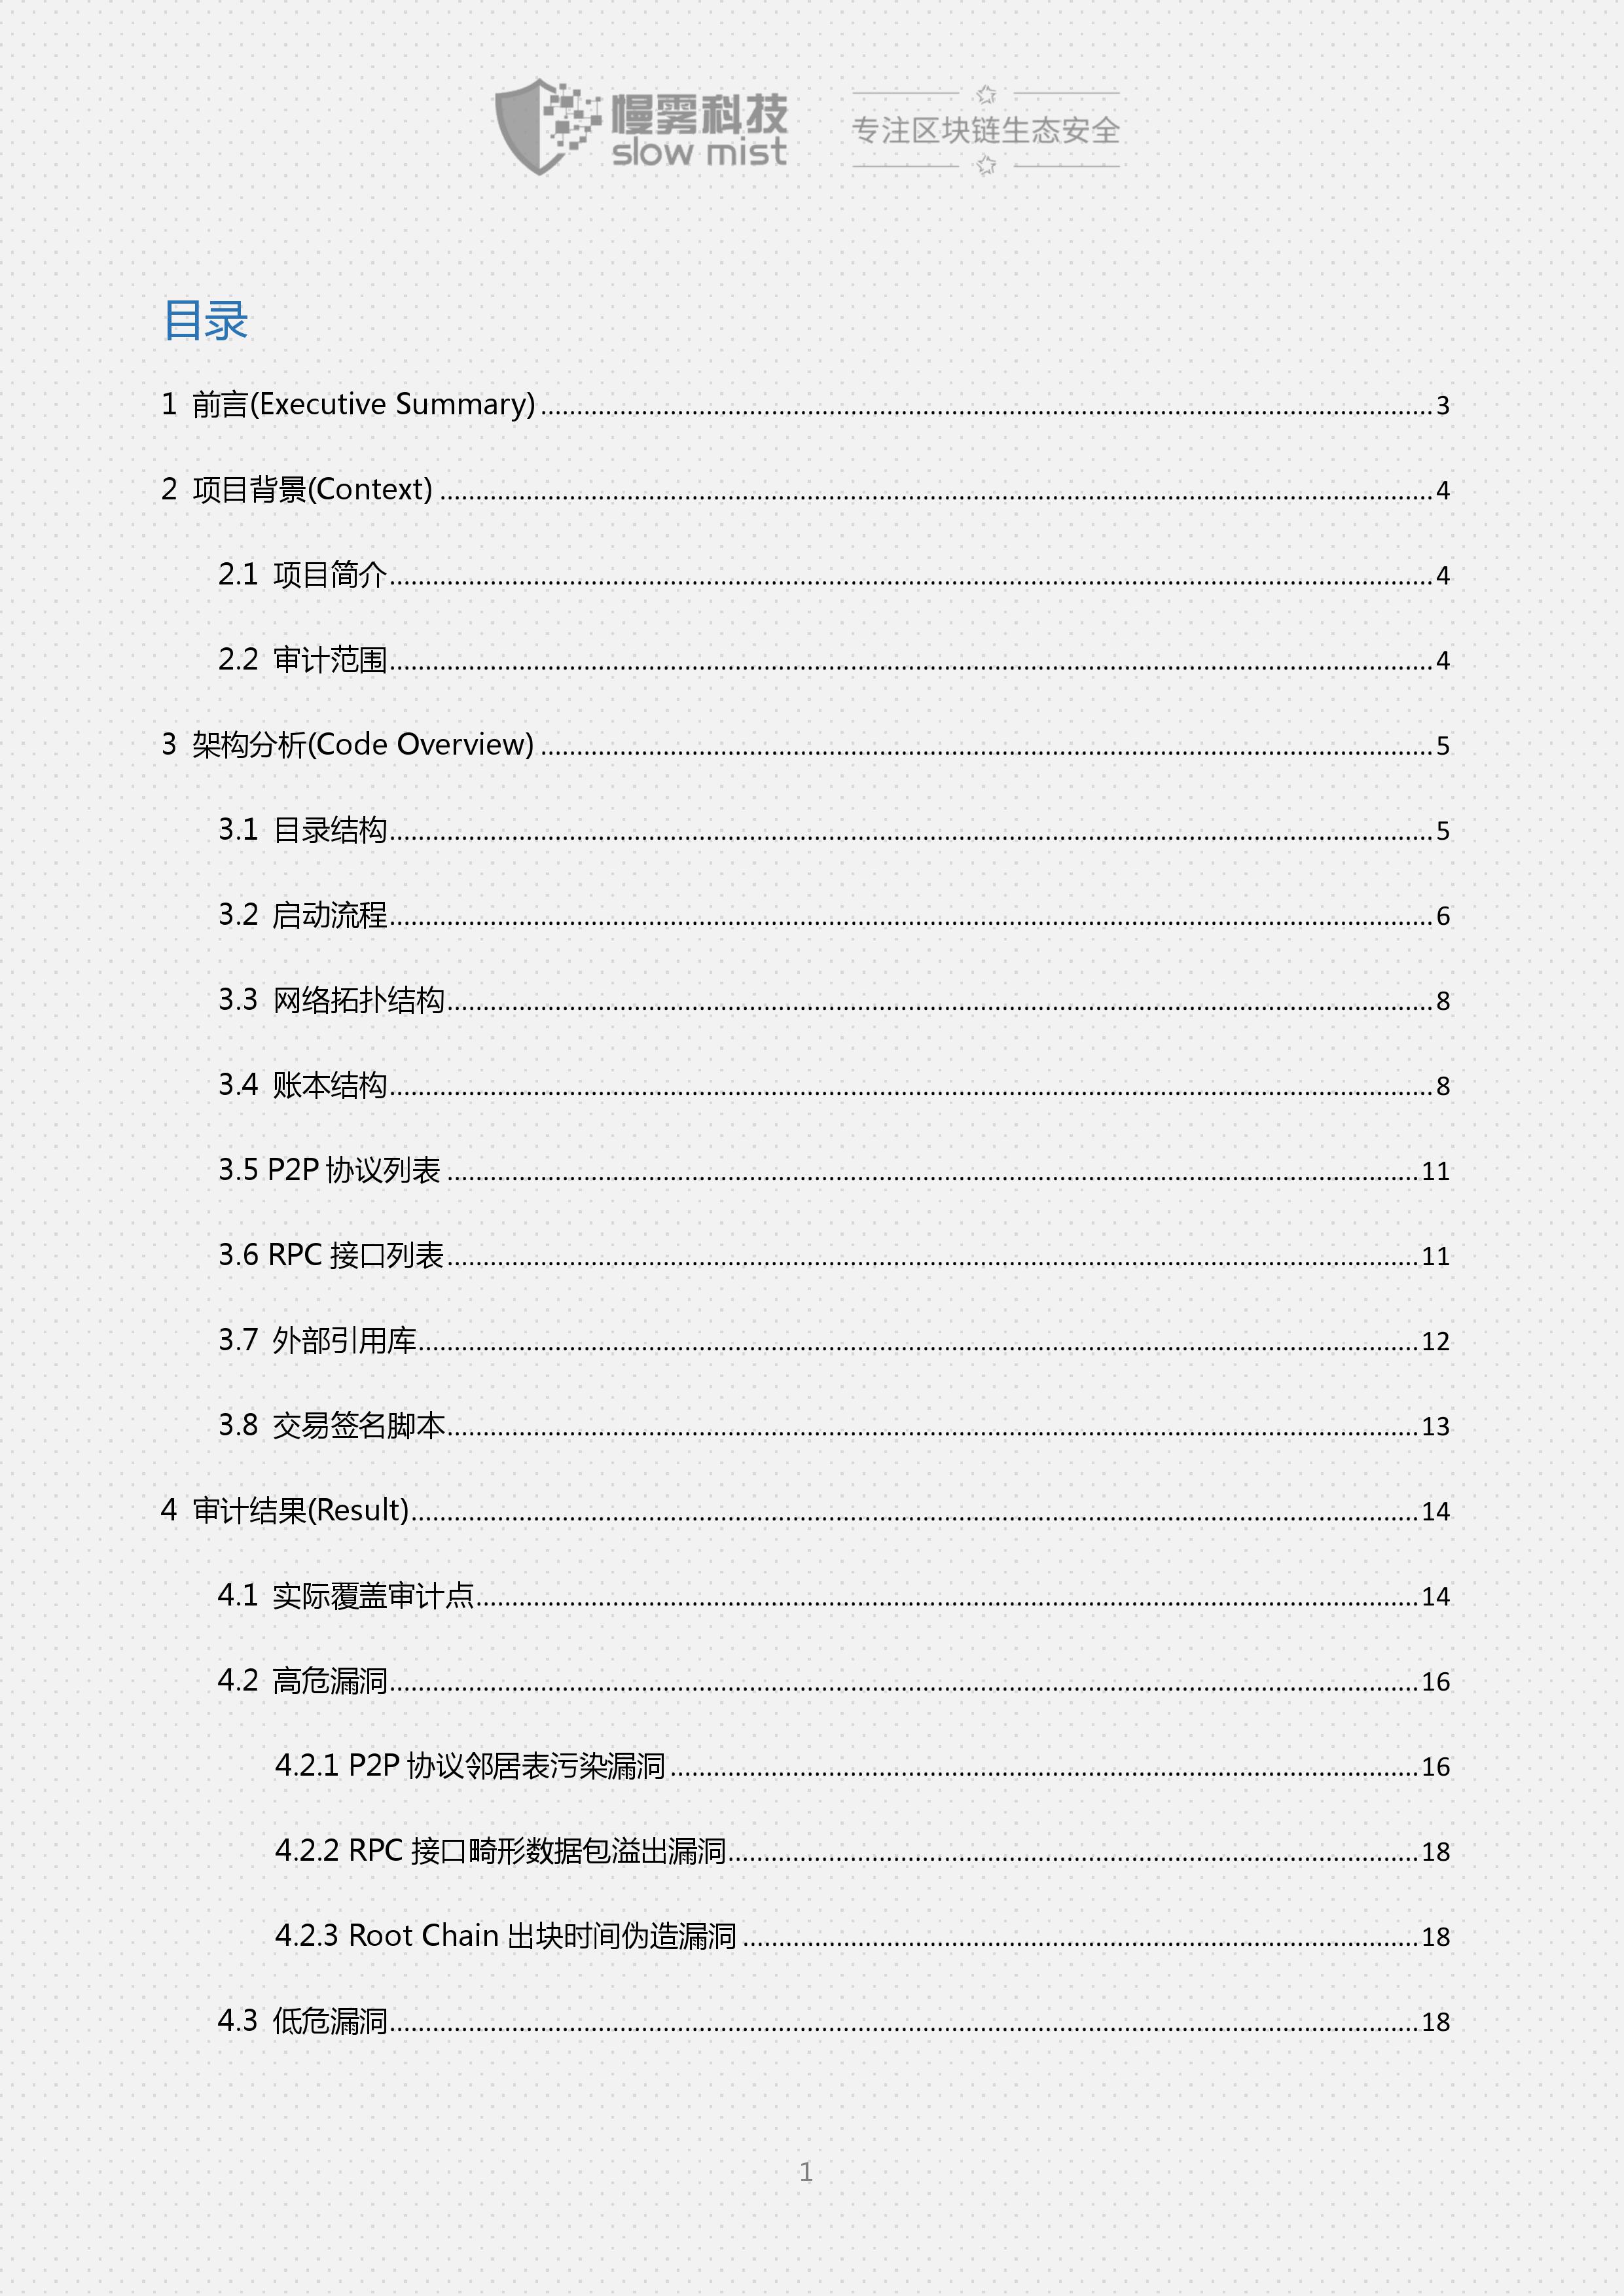 慢雾科技
slow mist
专注区块链生态安全
目录
1 前言(Executive Summary)........3
2 项目背景(Context)........4
2.1 项目简介........4
2.2 审计范围........4
3 架构分析(Code Overview)........5
3.1 目录结构........5
3.2 启动流程........6
3.3 网络拓扑结构........8
3.4 账本结构........8
3.5 P2P 协议列表........11
3.6 RPC 接口列表........11
3.7 外部引用库........12
3.8 交易签名脚本........13
4 审计结果(Result)........14
4.1 实际覆盖审计点........14
4.2 高危漏洞........16
4.2.1 P2P 协议邻居表污染漏洞........16
4.2.2 RPC 接口畸形数据包溢出漏洞........18
4.2.3 Root Chain 出块时间伪造漏洞........18
4.3 低危漏洞........18
1